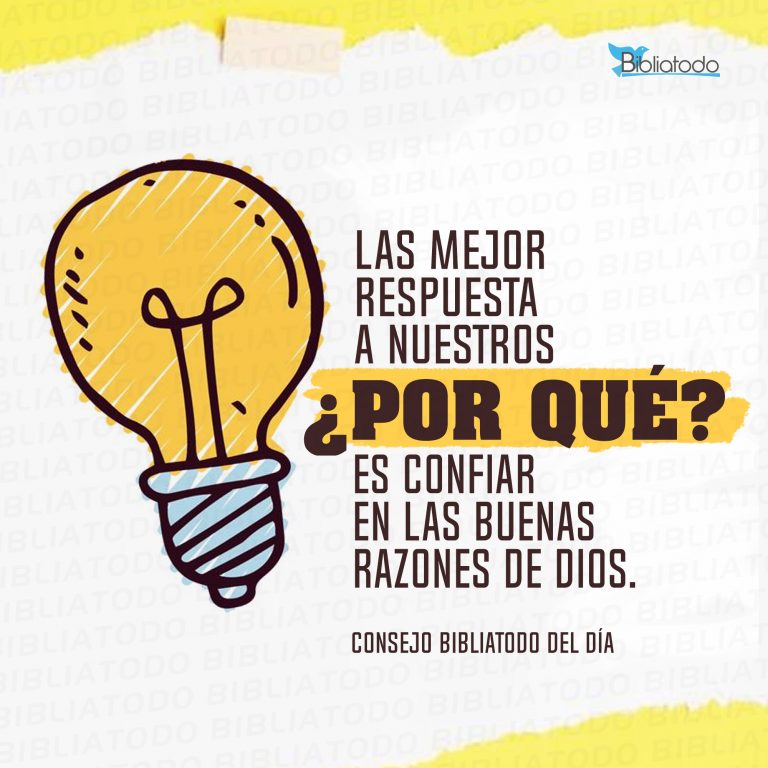 Bibliatodo
LAS MEJOR
RESPUESTA
A NUESTROS
¿POR QUÉ?
ES CONFIAR
EN LAS BUENAS
RAZONES DE DIOS.
CONSEJO BIBLIATODO DEL DÍA